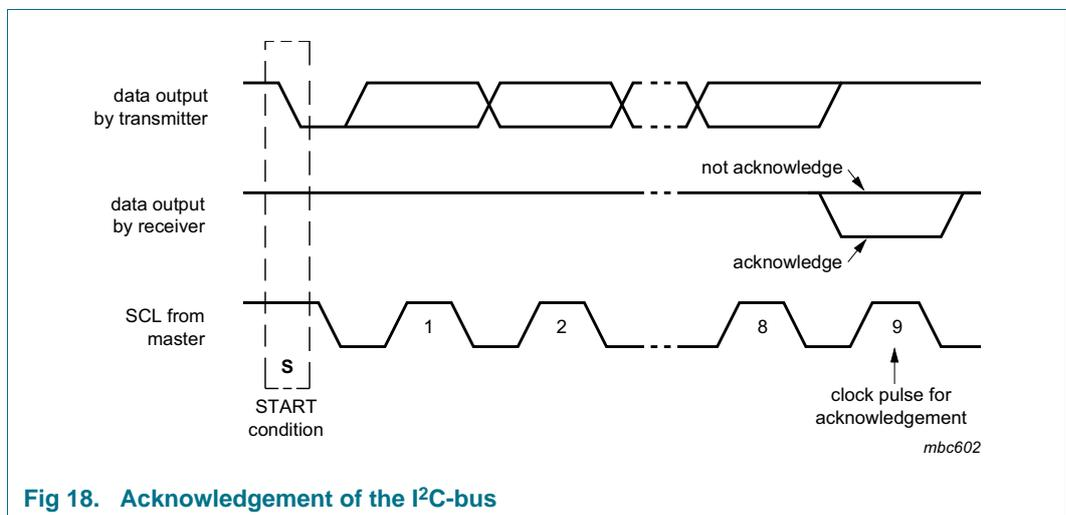 data output
by transmitter
not acknowledge
data output
by receiver
acknowledge
SCL from
master
1
2
8
9
S
START
condition
clock pulse for
acknowledgement
mbc602
Fig 18. Acknowledgement of the I²C-bus